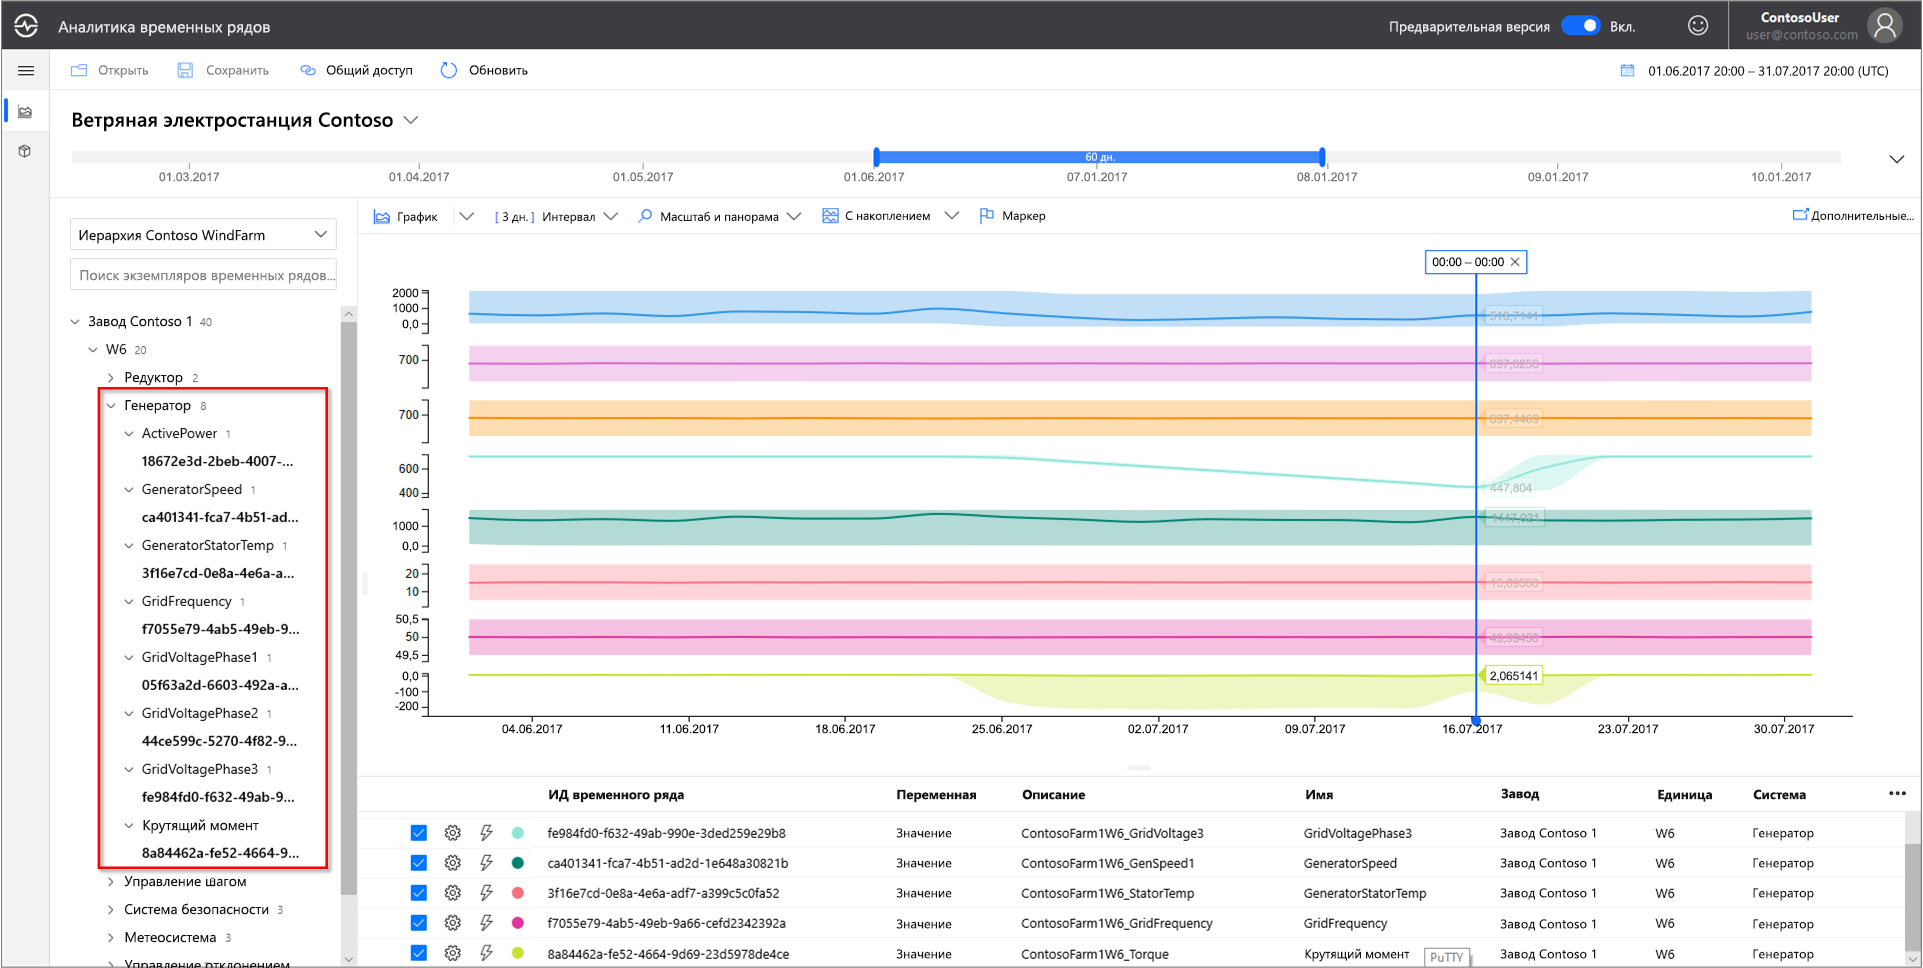 Аналитика временных рядов
Предварительная версия Вкл.
ContosoUser
user@contoso.com
Открыть Сохранить Общий доступ Обновить
01.06.2017 20:00 – 31.07.2017 20:00 (UTC)
Ветряная электростанция Contoso
60 дн.
01.03.2017 01.04.2017 01.05.2017 01.06.2017 07.01.2017 08.01.2017 09.01.2017 10.01.2017
Иерархия Contoso WindFarm
Поиск экземпляров временных рядов...
Завод Contoso 1 40
W6 20
Редуктор 2
Генератор 8
ActivePower 1
18672e3d-2beb-4007-...
GeneratorSpeed 1
ca401341-fca7-4b51-ad...
GeneratorStatorTemp 1
3f16e7cd-0e8a-4e6a-a...
GridFrequency 1
f7055e79-4ab5-49eb-9...
GridVoltagePhase1 1
05f63a2d-6603-492a-a...
GridVoltagePhase2 1
44ce599c-5270-4f82-9...
GridVoltagePhase3 1
fe984fd0-f632-49ab-9...
Крутящий момент
8a84462a-fe52-4664-9...
Управление шагом
Система безопасности 3
Метеосистема 3
Управление отклонением
График [ 3 дн. ] Интервал Масштаб и панорама С накоплением Маркер Дополнительные...
00:00 – 00:00
2000
1000
0,0
518,7141
700
700
600
400
447,804
1000
0,0
1447,021
20
10
50,5
50
49,5
0,0
-100
-200
2,065141
04.06.2017 11.06.2017 18.06.2017 25.06.2017 02.07.2017 09.07.2017 16.07.2017 23.07.2017 30.07.2017
ИД временного ряда Переменная Описание Имя Завод Единица Система
fe984fd0-f632-49ab-990e-3ded259e29b8 Значение ContosoFarm1W6_GridVoltage3 GridVoltagePhase3 Завод Contoso 1 W6 Генератор
ca401341-fca7-4b51-ad2d-1e648a30821b Значение ContosoFarm1W6_GenSpeed1 GeneratorSpeed Завод Contoso 1 W6 Генератор
3f16e7cd-0e8a-4e6a-adf7-a399c5c0fa52 Значение ContosoFarm1W6_StatorTemp GeneratorStatorTemp Завод Contoso 1 W6 Генератор
f7055e79-4ab5-49eb-9a66-cefd2342392a Значение ContosoFarm1W6_GridFrequency GridFrequency Завод Contoso 1 W6 Генератор
8a84462a-fe52-4664-9d69-23d5978de4ce Значение ContosoFarm1W6_Torque Крутящий момент Завод Contoso 1 W6 Генератор
PuTTY